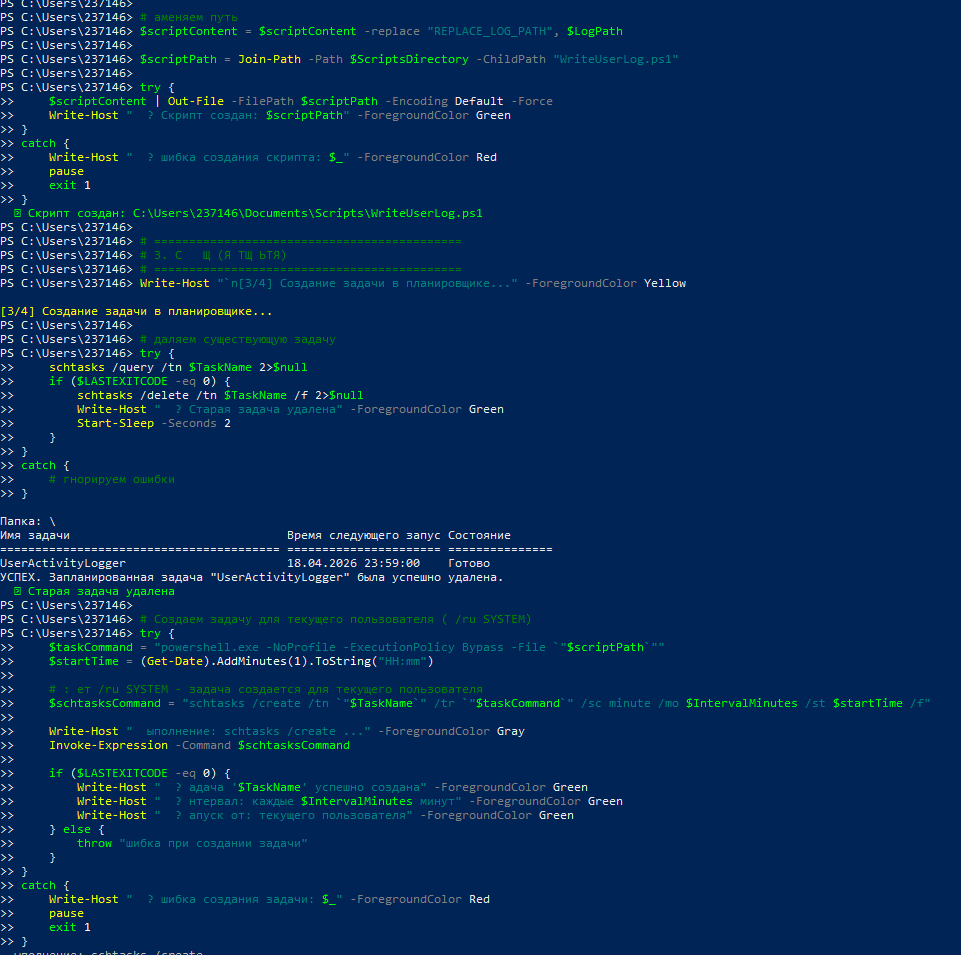 PS C:\Users\237146>
PS C:\Users\237146> # аменяем путь
PS C:\Users\237146> $scriptContent = $scriptContent -replace "REPLACE_LOG_PATH", $LogPath
PS C:\Users\237146>
PS C:\Users\237146> $scriptPath = Join-Path -Path $ScriptsDirectory -ChildPath "WriteUserLog.ps1"
PS C:\Users\237146>
PS C:\Users\237146> try {
>>     $scriptContent | Out-File -FilePath $scriptPath -Encoding Default -Force
>>     Write-Host "  ? Скрипт создан: $scriptPath" -ForegroundColor Green
>> }
>> catch {
>>     Write-Host "  ? шибка создания скрипта: $_" -ForegroundColor Red
>>     pause
>>     exit 1
>> }
  Скрипт создан: C:\Users\237146\Documents\Scripts\WriteUserLog.ps1
PS C:\Users\237146>
PS C:\Users\237146> # ==============================================
PS C:\Users\237146> # 3. С   Щ (Я ТЩ ЬТЯ)
PS C:\Users\237146> # ==============================================
PS C:\Users\237146> Write-Host "`n[3/4] Создание задачи в планировщике..." -ForegroundColor Yellow

[3/4] Создание задачи в планировщике...
PS C:\Users\237146>
PS C:\Users\237146> # даляем существующую задачу
PS C:\Users\237146> try {
>>     schtasks /query /tn $TaskName 2>$null
>>     if ($LASTEXITCODE -eq 0) {
>>         schtasks /delete /tn $TaskName /f 2>$null
>>         Write-Host "  ? Старая задача удалена" -ForegroundColor Green
>>         Start-Sleep -Seconds 2
>>     }
>> }
>> catch {
>>     # гнорируем ошибки
>> }

Папка: \
Имя задачи                               Время следующего запус Состояние
======================================== ====================== ===============
UserActivityLogger                       18.04.2026 23:59:00    Готово
УСПЕХ. Запланированная задача "UserActivityLogger" была успешно удалена.
  Старая задача удалена
PS C:\Users\237146>
PS C:\Users\237146> # Создаем задачу для текущего пользователя ( /ru SYSTEM)
PS C:\Users\237146> try {
>>     $taskCommand = "powershell.exe -NoProfile -ExecutionPolicy Bypass -File `"$scriptPath`""
>>     $startTime = (Get-Date).AddMinutes(1).ToString("HH:mm")
>>
>>     # : ет /ru SYSTEM - задача создается для текущего пользователя
>>     $schtasksCommand = "schtasks /create /tn `"$TaskName`" /tr `"$taskCommand`" /sc minute /mo $IntervalMinutes /st $startTime /f"
>>
>>     Write-Host "  ыполнение: schtasks /create ..." -ForegroundColor Gray
>>     Invoke-Expression -Command $schtasksCommand
>>
>>     if ($LASTEXITCODE -eq 0) {
>>         Write-Host "  ? адача '$TaskName' успешно создана" -ForegroundColor Green
>>         Write-Host "  ? нтервал: каждые $IntervalMinutes минут" -ForegroundColor Green
>>         Write-Host "  ? апуск от: текущего пользователя" -ForegroundColor Green
>>     } else {
>>         throw "шибка при создании задачи"
>>     }
>> }
>> catch {
>>     Write-Host "  ? шибка создания задачи: $_" -ForegroundColor Red
>>     pause
>>     exit 1
>> }
  ыполнение: schtasks /create